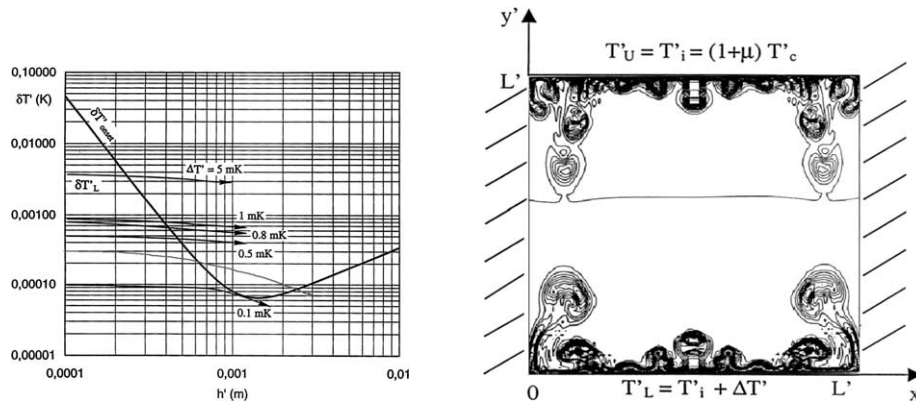 0,10000
δT' (K)
0,01000
0,00100
0,00010
0,00001
δT' onset
δT'L
ΔT' = 5 mK
1 mK
0.8 mK
0.5 mK
0.1 mK
0,0001
0,001
0,01
h' (m)
y'
T'U = T'i = (1+μ) T'c
L'
0
T'L = T'i + ΔT'
L'
x